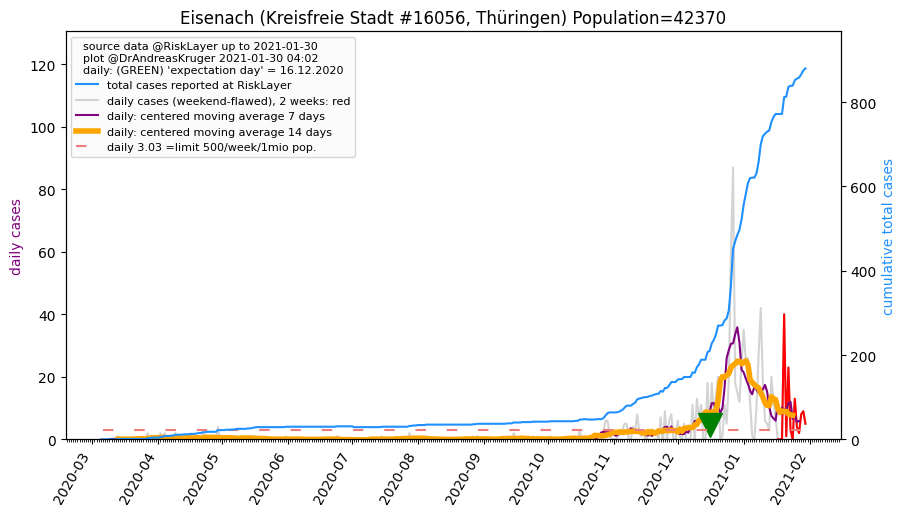 Eisenach (Kreisfreie Stadt #16056, Thüringen) Population=42370
source data @RiskLayer up to 2021-01-30
plot @DrAndreasKruger 2021-01-30 04:02
daily: (GREEN) 'expectation day' = 16.12.2020
total cases reported at RiskLayer
daily cases (weekend-flawed), 2 weeks: red
daily: centered moving average 7 days
daily: centered moving average 14 days
daily 3.03 =limit 500/week/1mio pop.
daily cases
120
100
80
60
40
20
0
cumulative total cases
800
600
400
200
0
2020-03
2020-04
2020-05
2020-06
2020-07
2020-08
2020-09
2020-10
2020-11
2020-12
2021-01
2021-02